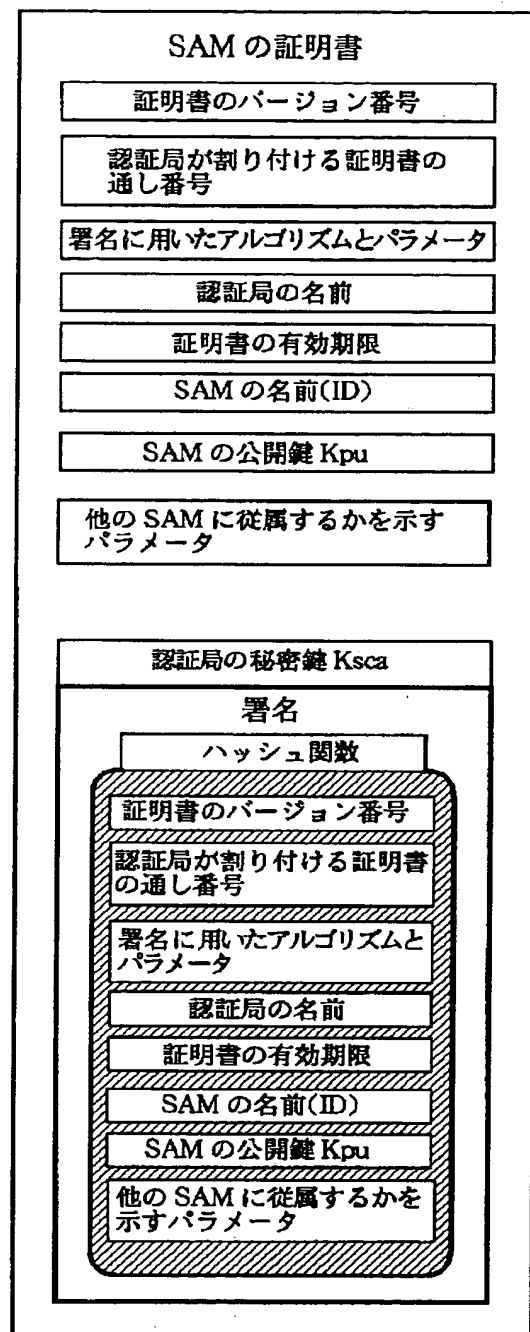 SAM の証明書
証明書のバージョン番号
認証局が割り付ける証明書の
通し番号
署名に用いたアルゴリズムとパラメータ
認証局の名前
証明書の有効期限
SAM の名前(ID)
SAM の公開鍵 Kpu
他の SAM に従属するかを示す
パラメータ
認証局の秘密鍵 Ksca
署名
ハッシュ関数
証明書のバージョン番号
認証局が割り付ける証明書
の通し番号
署名に用いたアルゴリズムと
パラメータ
認証局の名前
証明書の有効期限
SAM の名前(ID)
SAM の公開鍵 Kpu
他の SAM に従属するかを
示すパラメータ